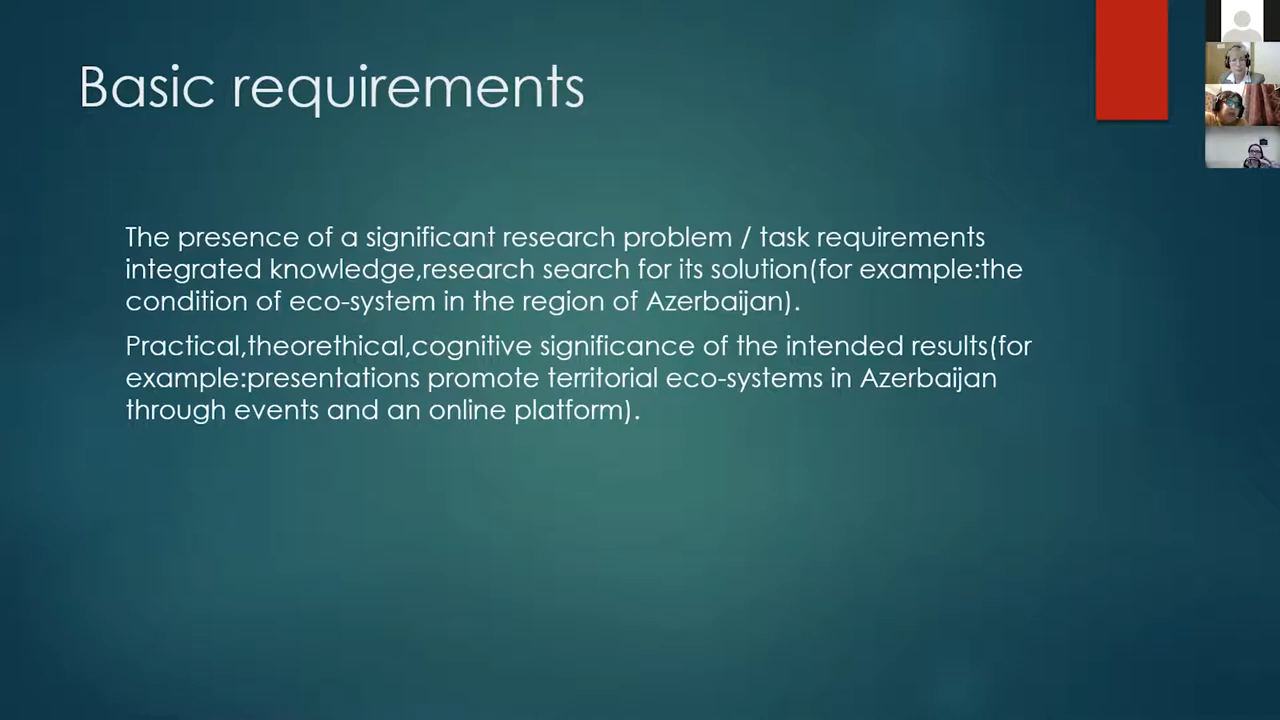 Basic requirements
The presence of a significant research problem / task requirements
integrated knowledge,research search for its solution(for example:the
condition of eco-system in the region of Azerbaijan).
Practical,theorethical,cognitive significance of the intended results(for
example:presentations promote territorial eco-systems in Azerbaijan
through events and an online platform).